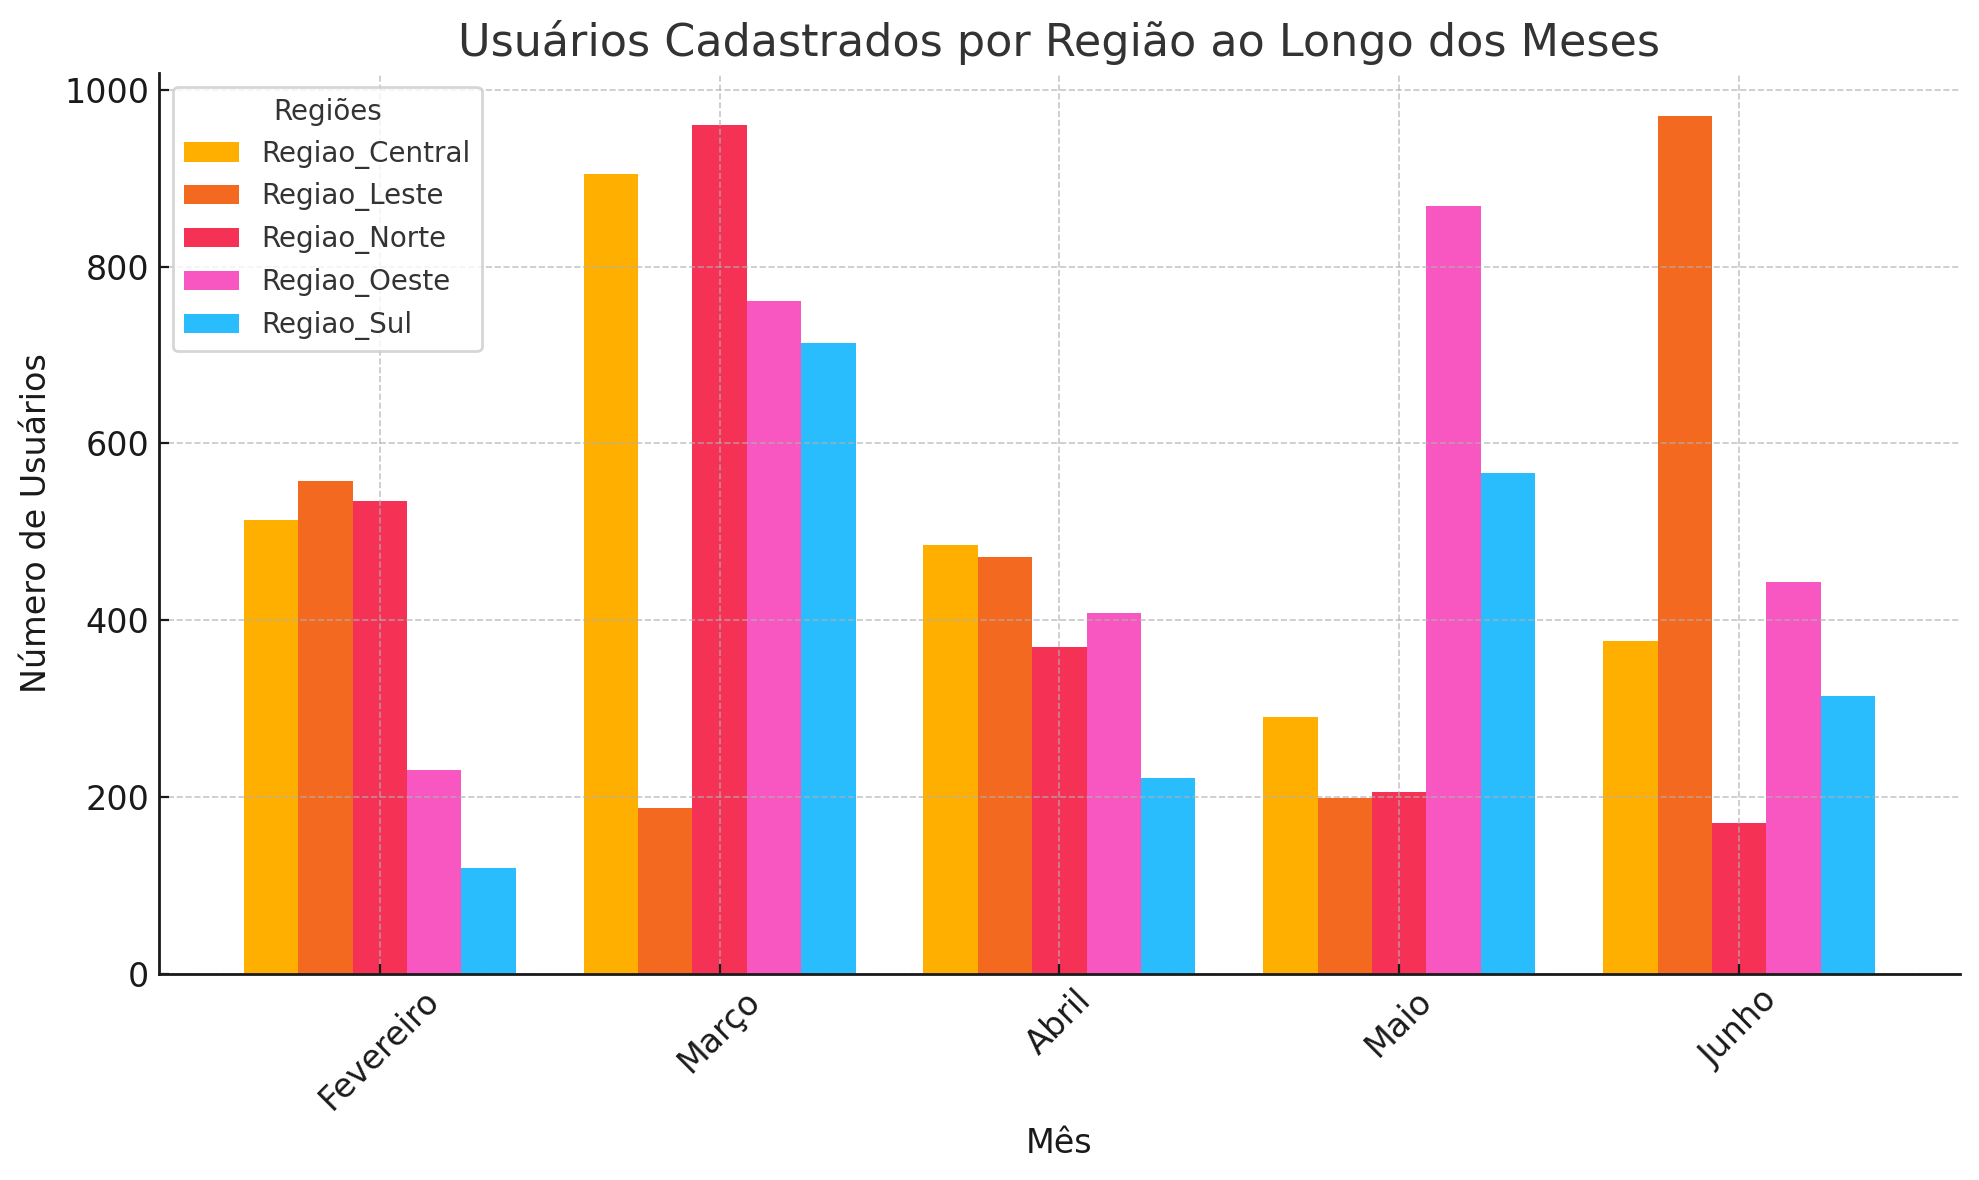 Usuários Cadastrados por Região ao Longo dos Meses
Regiões
Regiao_Central
Regiao_Leste
Regiao_Norte
Regiao_Oeste
Regiao_Sul
Número de Usuários
1000
800
600
400
200
0
Fevereiro
Março
Abril
Maio
Junho
Mês